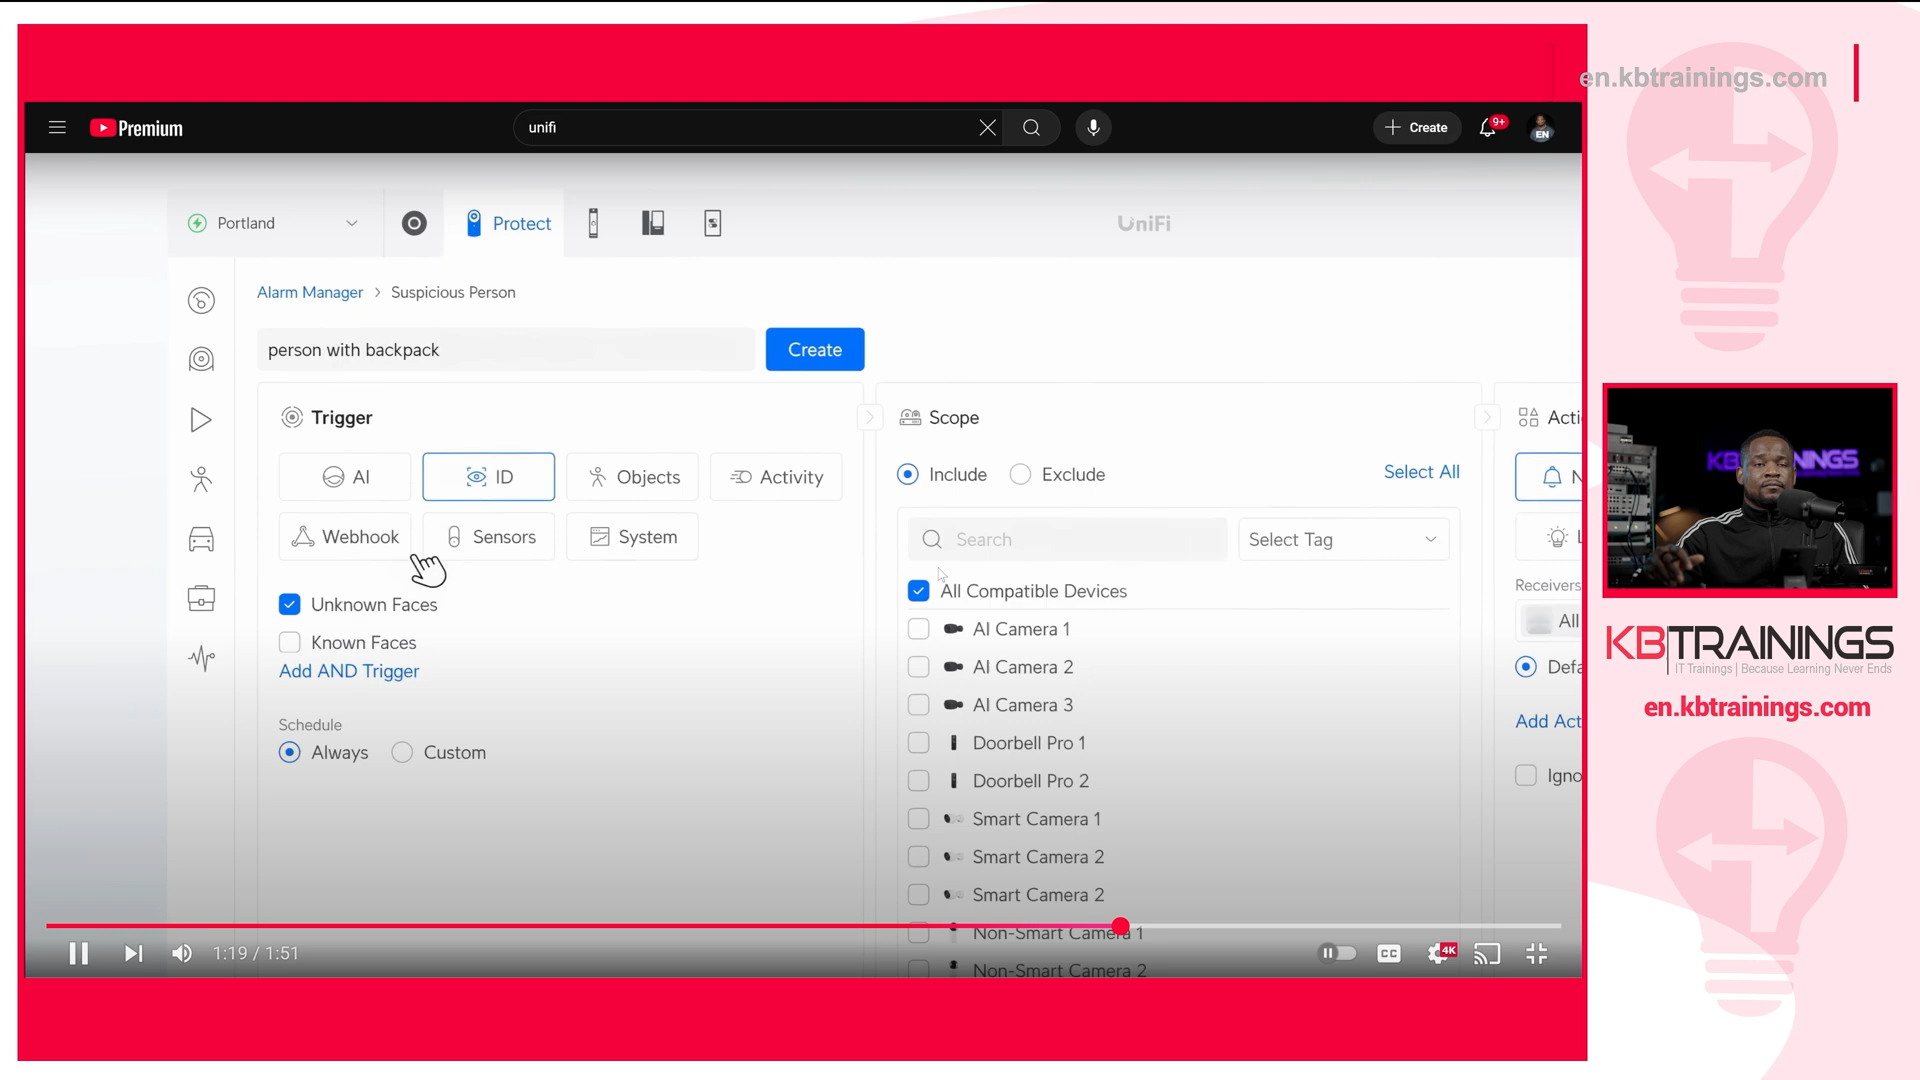 en.kbtrainings.com
Premium
unifi
Create
9+
EN
Portland
Protect
UniFi
Alarm Manager > Suspicious Person
person with backpack
Create
Trigger
AI
ID
Objects
Activity
Webhook
Sensors
System
Unknown Faces
Known Faces
Add AND Trigger
Schedule
Always
Custom
Scope
Include
Exclude
Select All
Search
Select Tag
All Compatible Devices
AI Camera 1
AI Camera 2
AI Camera 3
Doorbell Pro 1
Doorbell Pro 2
Smart Camera 1
Smart Camera 2
Smart Camera 2
Non-Smart Camera 1
Non-Smart Camera 2
Acti
N
L
Receivers
All
Defa
Add Act
Igno
1:19 / 1:51
CC
4K
KBTRAININGS
IT Trainings | Because Learning Never Ends
en.kbtrainings.com